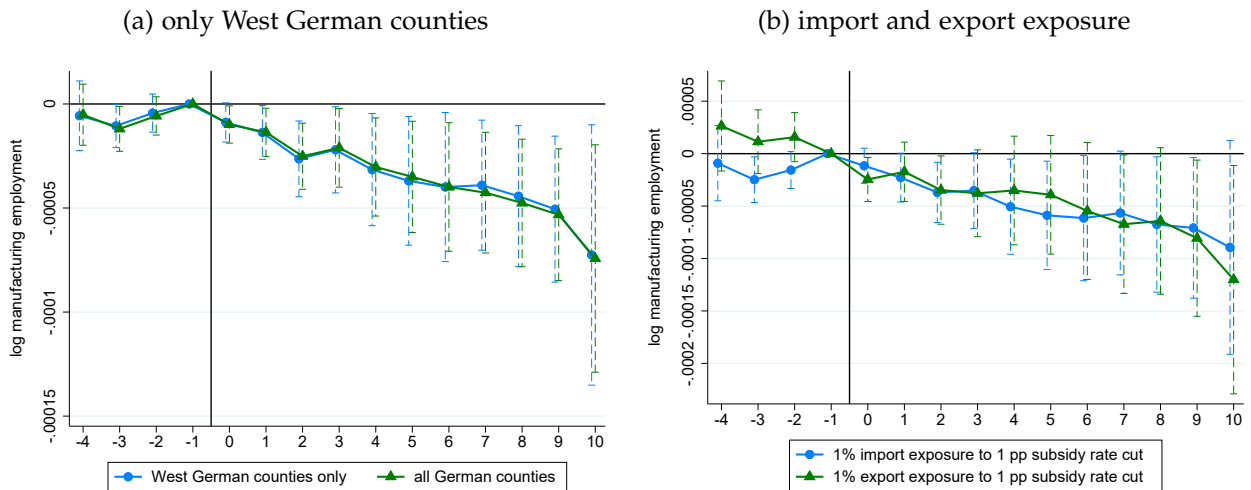 (a) only West German counties
log manufacturing employment
0
-.00005
-.0001
-.00015
-4 -3 -2 -1 0 1 2 3 4 5 6 7 8 9 10
West German counties only
all German counties
(b) import and export exposure
log manufacturing employment
.00005
0
-.00005
-.0001
-.00015
-.0002
-4 -3 -2 -1 0 1 2 3 4 5 6 7 8 9 10
1% import exposure to 1 pp subsidy rate cut
1% export exposure to 1 pp subsidy rate cut